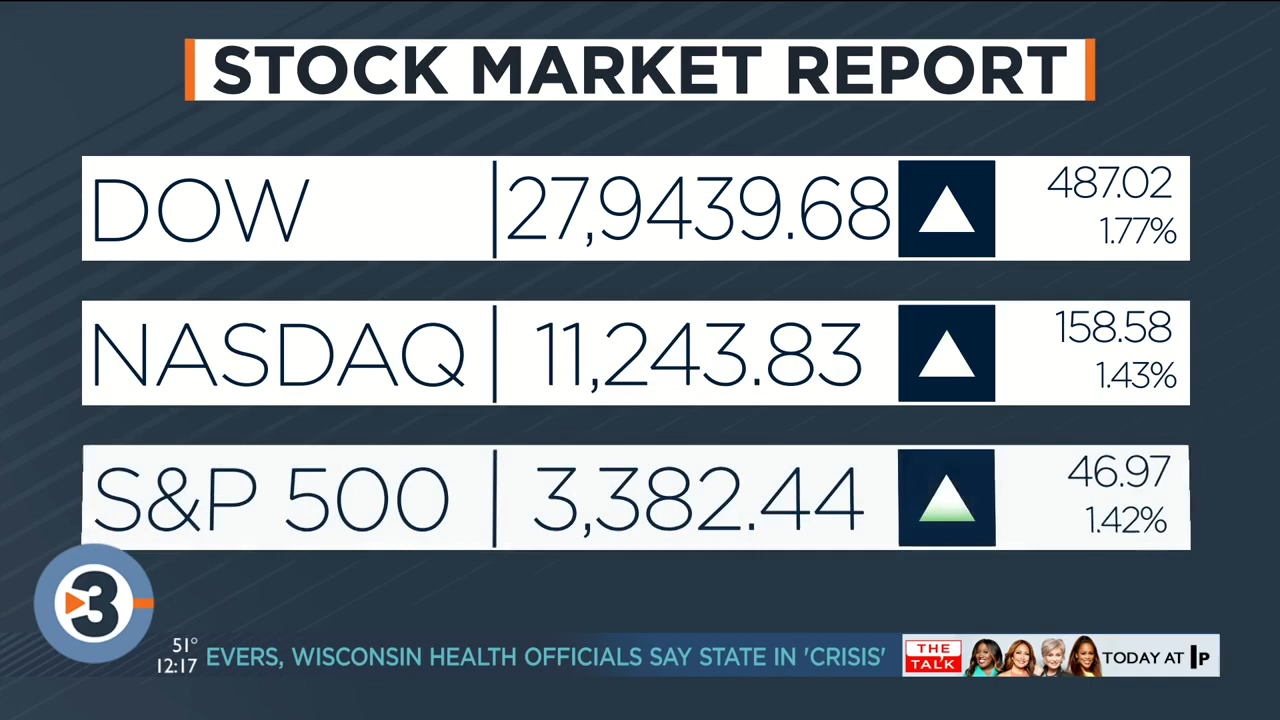 STOCK MARKET REPORT
DOW 27,9439.68 487.02
1.77%
NASDAQ 11,243.83 158.58
1.43%
S&P 500 3,382.44 46.97
1.42%
3
51°
12:17
EVERS, WISCONSIN HEALTH OFFICIALS SAY STATE IN 'CRISIS'
THE
TALK
TODAY AT 1P